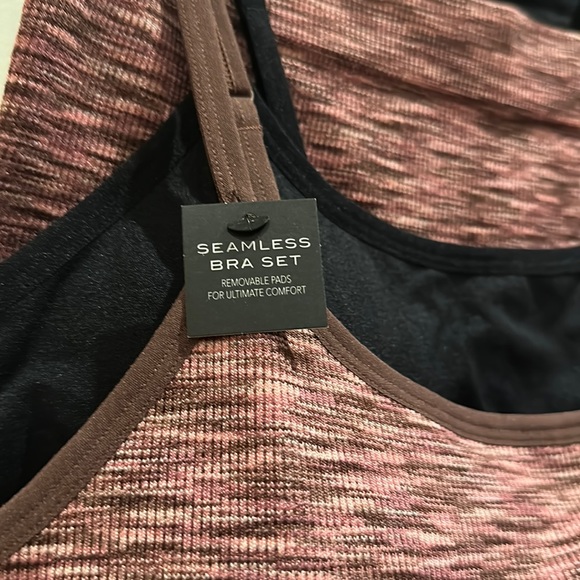 SEAMLESS
BRA SET
REMOVABLE PADS
FOR ULTIMATE COMFORT